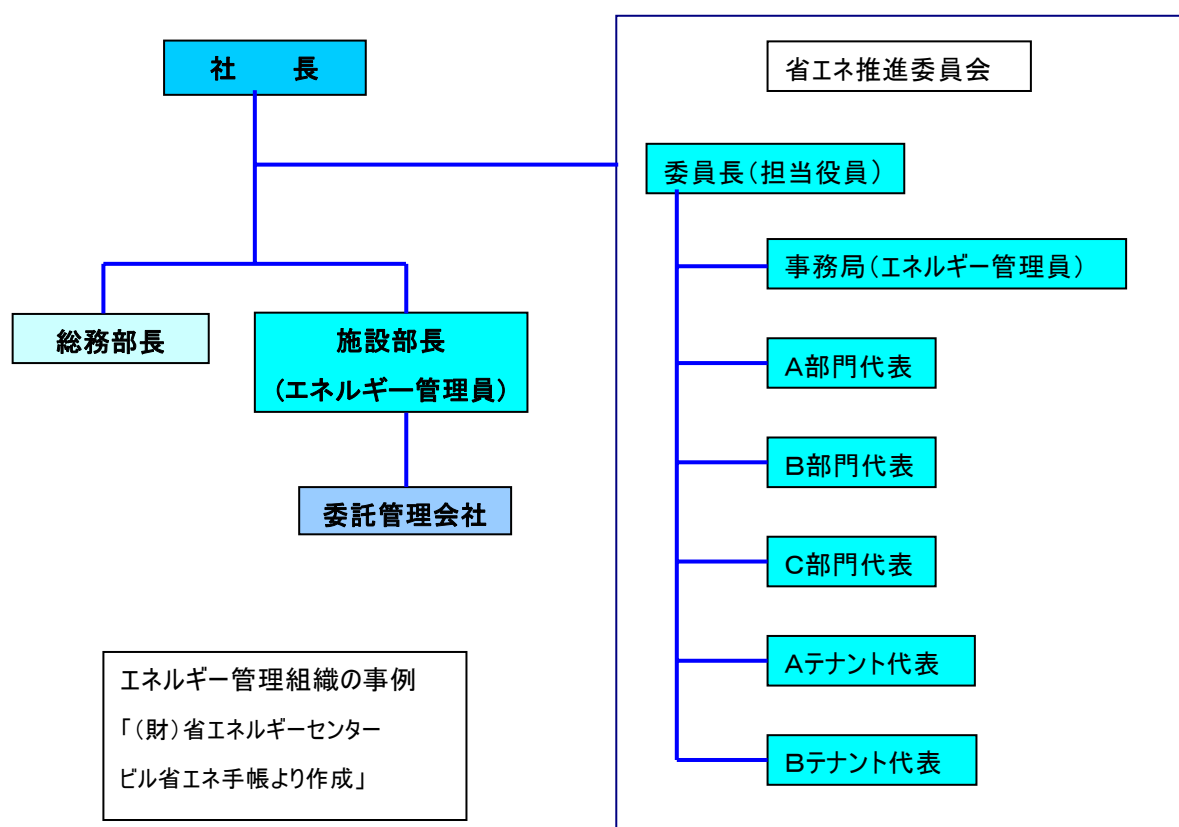 社　　長
省エネ推進委員会
委員長（担当役員）
事務局（エネルギー管理員）
総務部長
施設部長
（エネルギー管理員）
A部門代表
B部門代表
委託管理会社
C部門代表
Aテナント代表
Bテナント代表
エネルギー管理組織の事例
「（財）省エネルギーセンター
ビル省エネ手帳より作成」